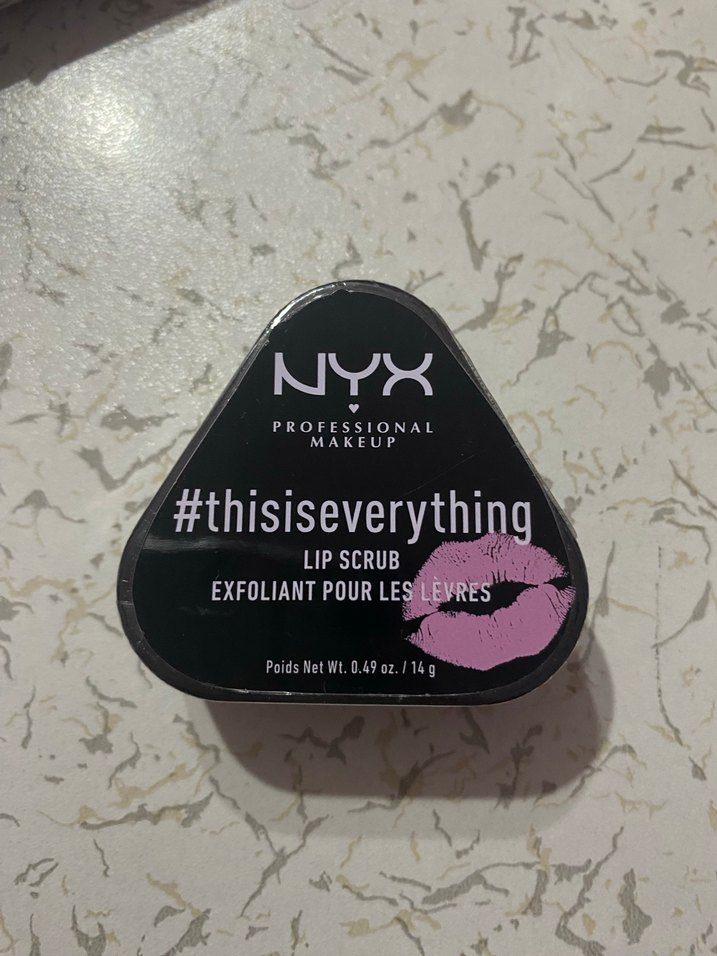 NYX
PROFESSIONAL
MAKEUP
#thisiseverything
LIP SCRUB
EXFOLIANT POUR LES LÈVRES
Poids Net Wt. 0.49 oz. / 14 g